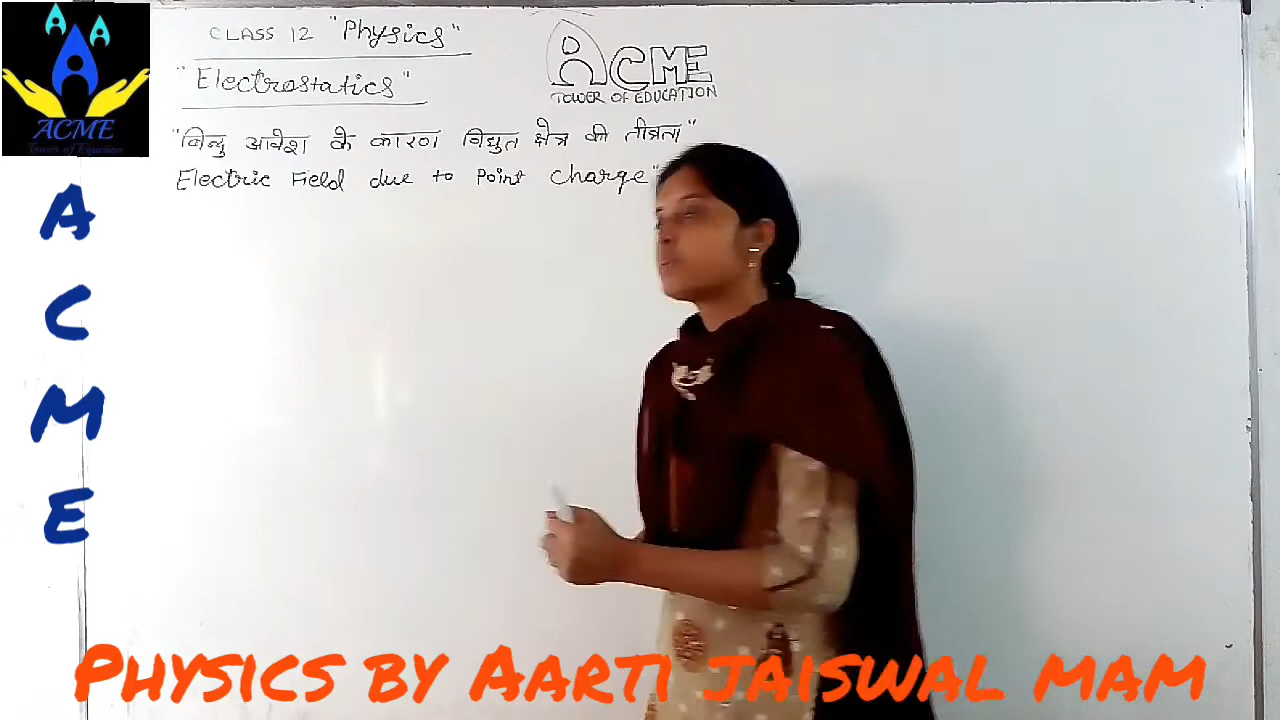 ACME
Tower of Education
CLASS 12 "Physics"
"Electrostatics"
ACME
TOWER OF EDUCATION
"बिन्दु आवेश के कारण विद्युत क्षेत्र की तीव्रता"
Electric Field due to Point Charge"
A
C
M
E
Physics by Aarti jaiswal mam